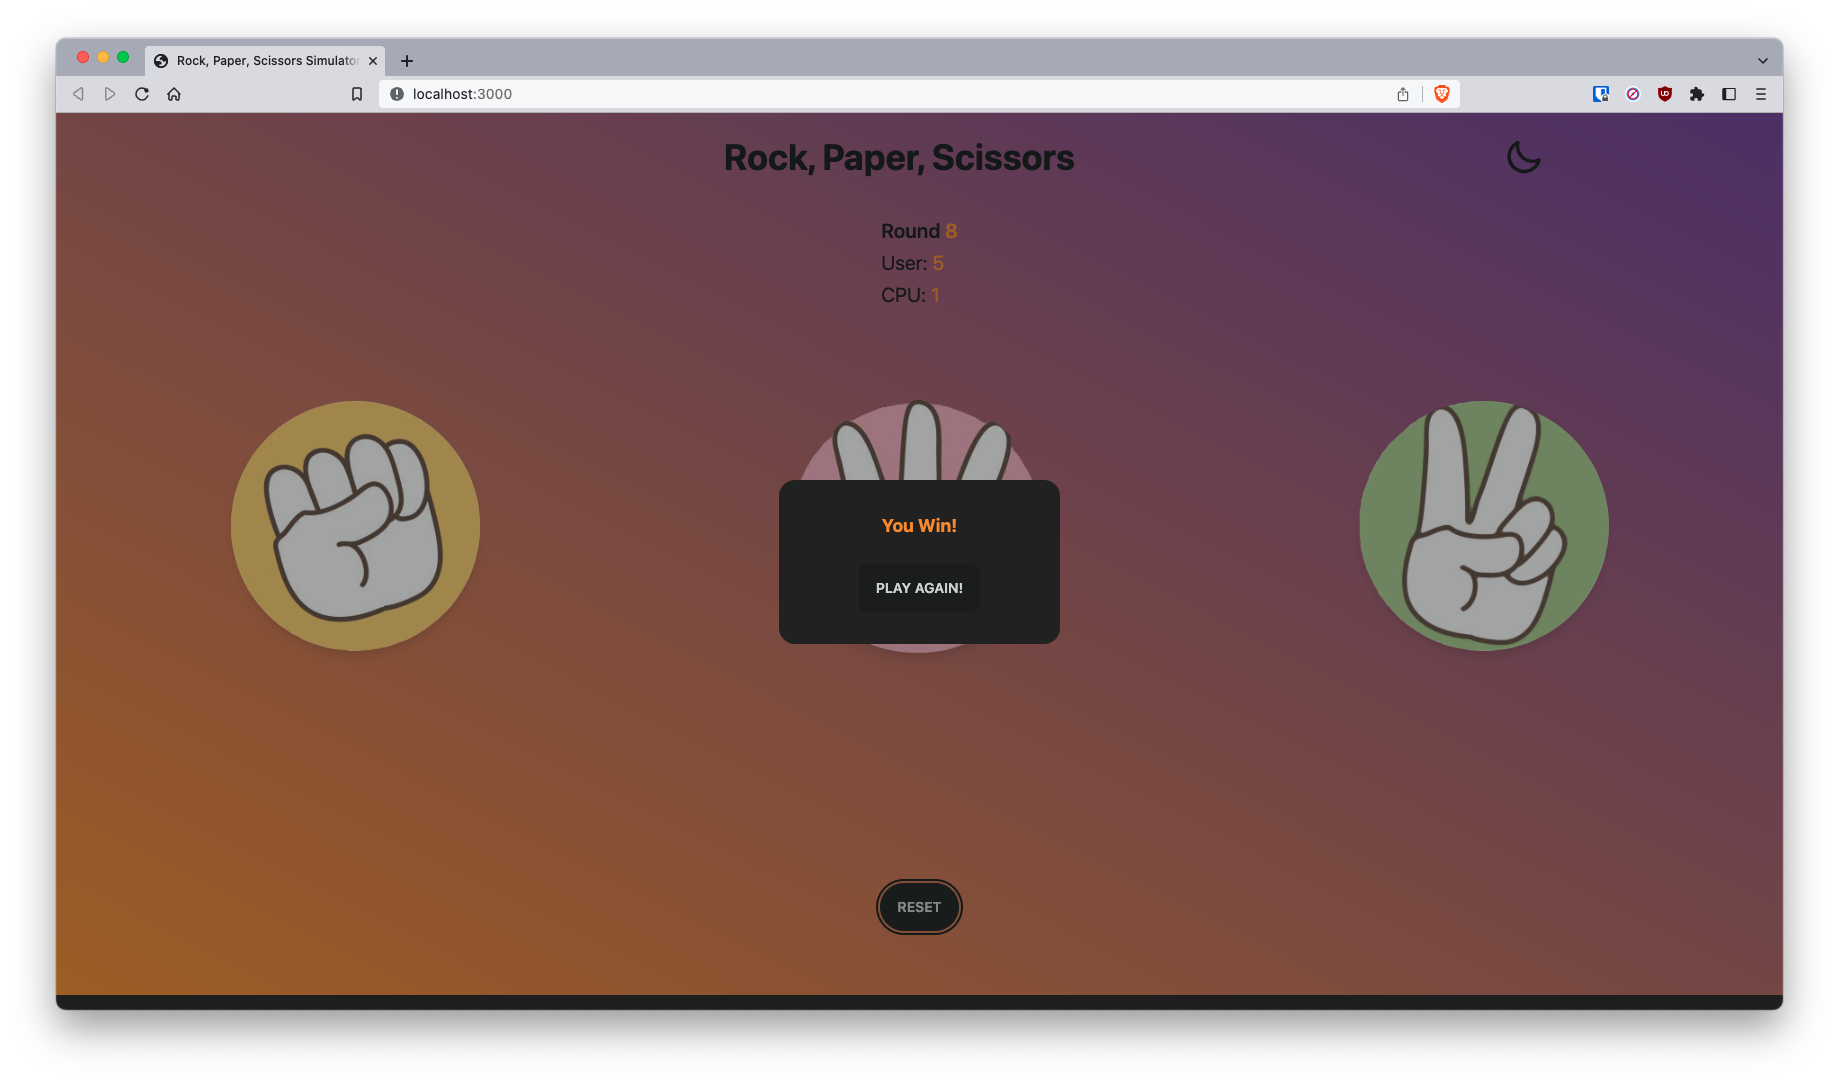 Rock, Paper, Scissors Simulator
localhost:3000
Rock, Paper, Scissors
Round 8
User: 5
CPU: 1
You Win!
PLAY AGAIN!
RESET